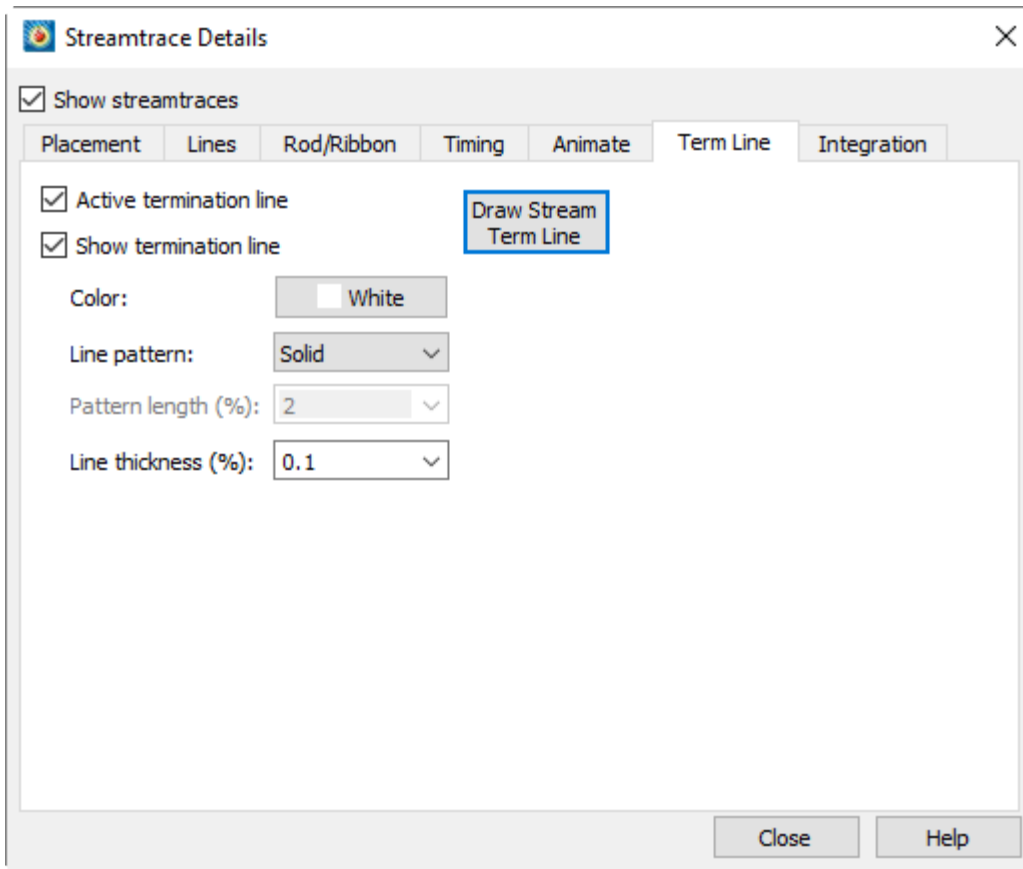 Streamtrace Details
Show streamtraces
Placement Lines Rod/Ribbon Timing Animate Term Line Integration
Active termination line
Draw Stream
Term Line
Show termination line
Color: White
Line pattern: Solid
Pattern length (%): 2
Line thickness (%): 0.1
Close Help